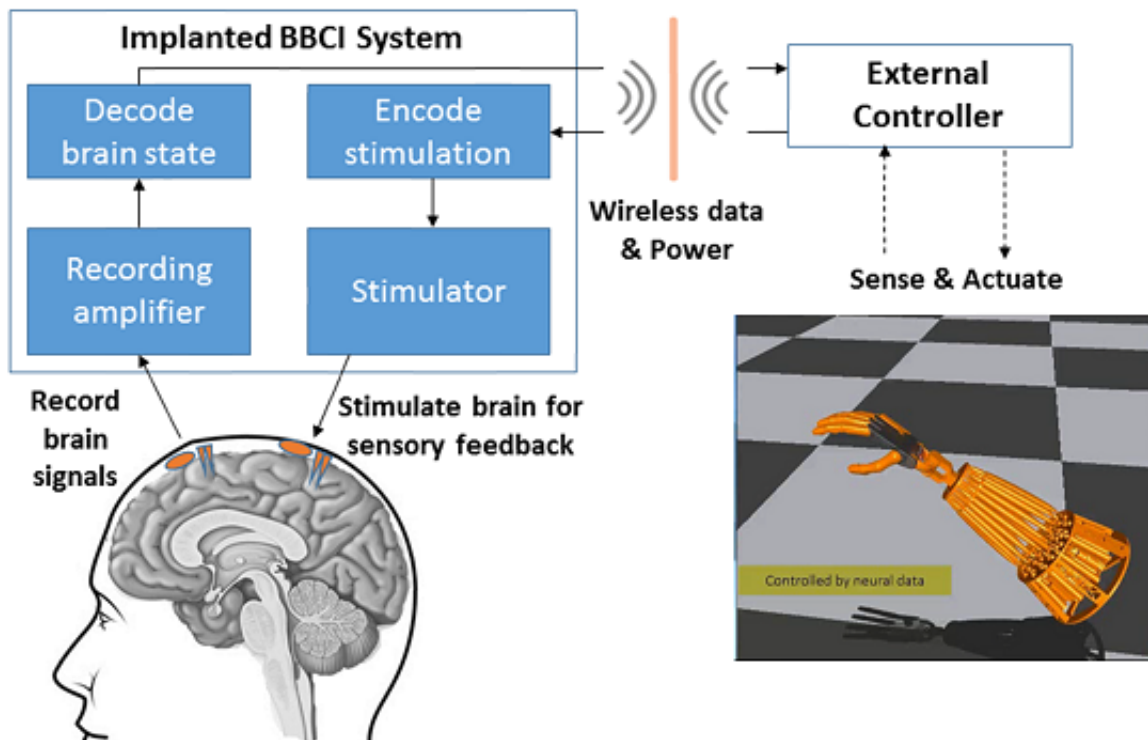 Implanted BBCI System
Decode
brain state
Encode
stimulation
Recording
amplifier
Stimulator
External
Controller
Wireless data
& Power
Sense & Actuate
Record
brain
signals
Stimulate brain for
sensory feedback
Controlled by neural data